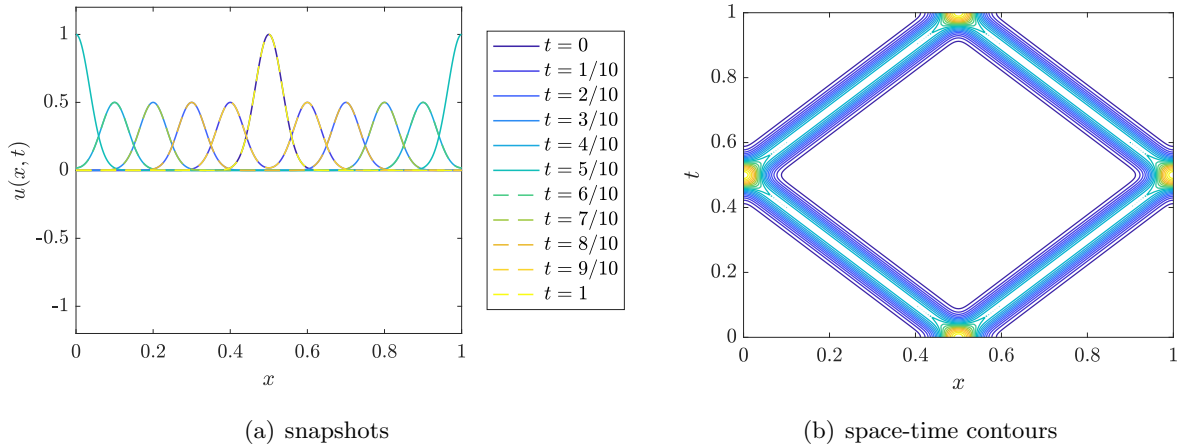 1
0.5
0
-0.5
-1
u(x, t)
0 0.2 0.4 0.6 0.8 1
x
t = 0
t = 1/10
t = 2/10
t = 3/10
t = 4/10
t = 5/10
t = 6/10
t = 7/10
t = 8/10
t = 9/10
t = 1
(a) snapshots
1
0.8
0.6
0.4
0.2
0
t
0 0.2 0.4 0.6 0.8 1
x
(b) space-time contours